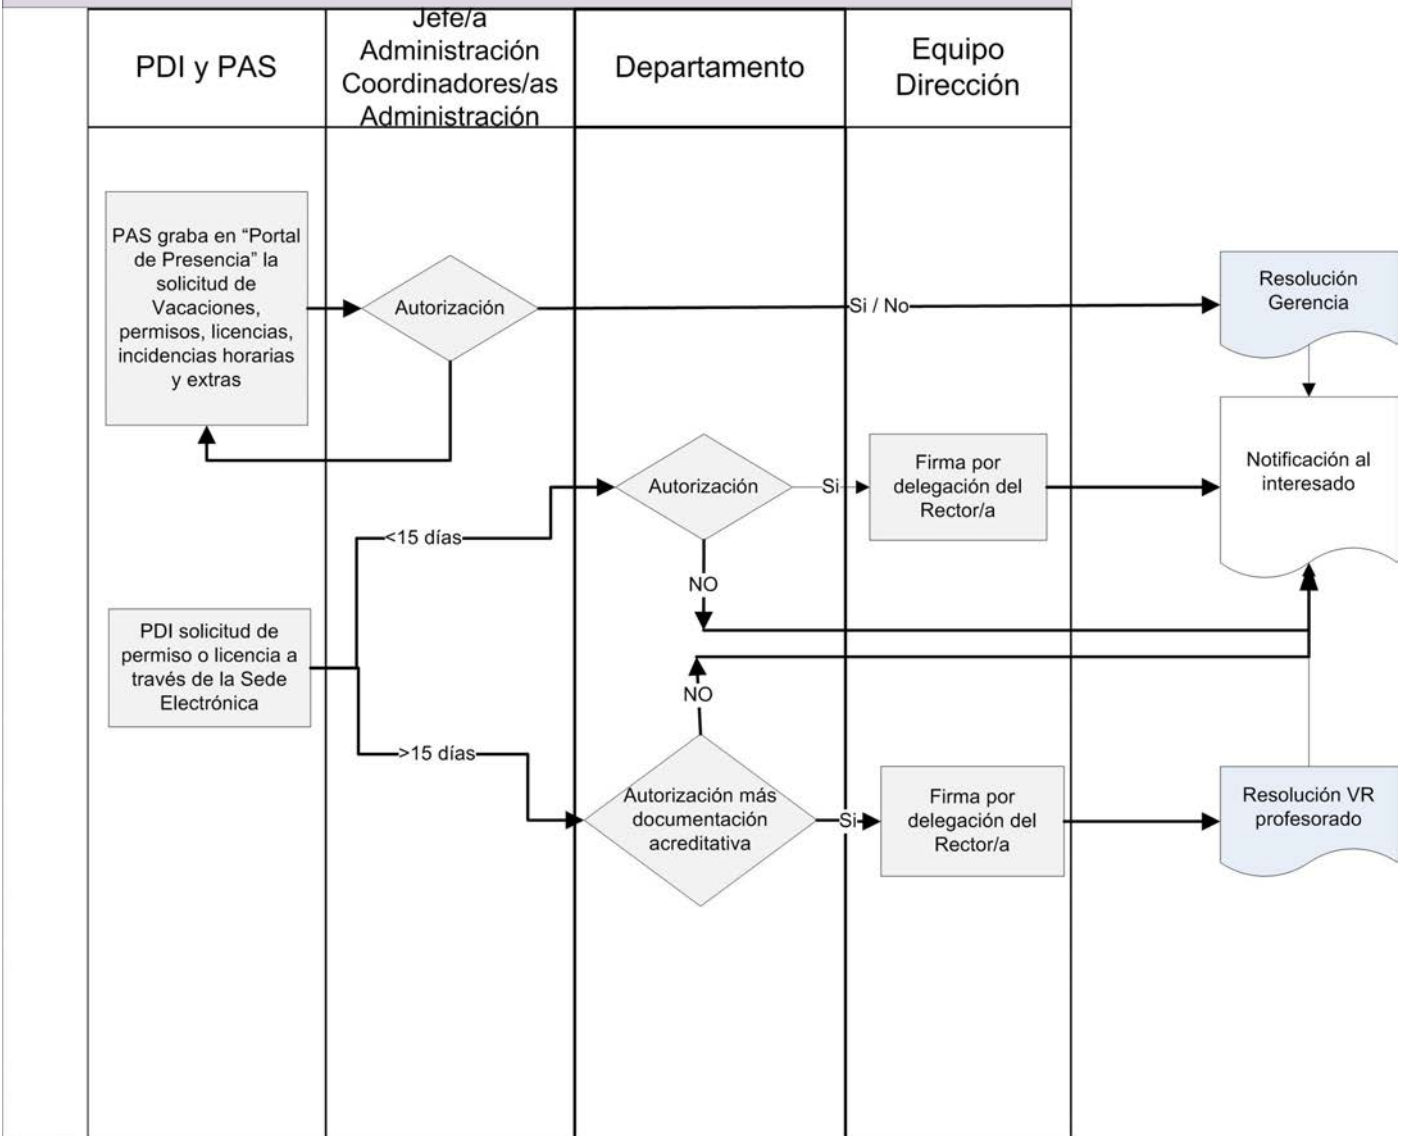 PDI y PAS
Jefe/a
Administración
Coordinadores/as
Administración
Departamento
Equipo
Dirección
PAS graba en “Portal
de Presencia” la
solicitud de
Vacaciones,
permisos, licencias,
incidencias horarias
y extras
Autorización
Si / No
Resolución
Gerencia
Autorización
Si
Firma por
delegación del
Rector/a
Notificación al
interesado
<15 días
NO
PDI solicitud de
permiso o licencia a
través de la Sede
Electrónica
NO
>15 días
Autorización más
documentación
acreditativa
Si
Firma por
delegación del
Rector/a
Resolución VR
profesorado